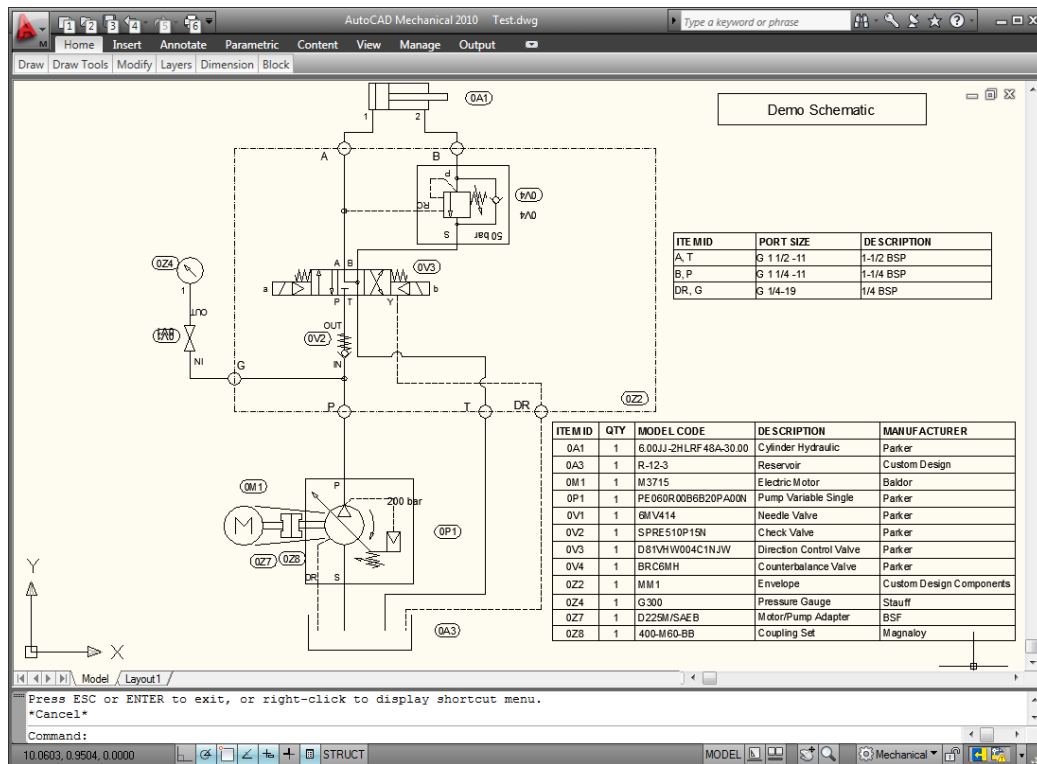 AutoCAD Mechanical 2010 Test.dwg
Type a keyword or phrase
M
Home Insert Annotate Parametric Content View Manage Output
Draw Draw Tools Modify Layers Dimension Block
Demo Schematic
0A1
1 2
A B
P
0V4
0V4
RC
S 50 bar
ITEM ID PORT SIZE DESCRIPTION
A, T G 1 1/2 -11 1-1/2 BSP
B, P G 1 1/4 -11 1-1/4 BSP
DR, G G 1/4-19 1/4 BSP
0Z4
1
A B 0V3
a b
P T Y
OUT
OUT
0V2
IN
IN
G
0Z2
P T DR
ITEM ID QTY MODEL CODE DESCRIPTION MANUFACTURER
0A1 1 6.00JJ-2HLRF48A-30.00 Cylinder Hydraulic Parker
0A3 1 R-12-3 Reservoir Custom Design
0M1 1 M3715 Electric Motor Baldor
0P1 1 PE060R00B6B20PA00N Pump Variable Single Parker
0V1 1 6MV414 Needle Valve Parker
0V2 1 SPRE510P15N Check Valve Parker
0V3 1 D81VHW004C1NJW Direction Control Valve Parker
0V4 1 BRC6MH Counterbalance Valve Parker
0Z2 1 MM1 Envelope Custom Design Components
0Z4 1 G300 Pressure Gauge Stauff
0Z7 1 D225M/SAEB Motor/Pump Adapter BSF
0Z8 1 400-M60-BB Coupling Set Magnaloy
0M1
P
200 bar
M
0P1
0Z7 0Z8
DR S
0A3
Y
X
Model Layout1
Press ESC or ENTER to exit, or right-click to display shortcut menu.
*Cancel*
Command:
10.0603, 0.9504, 0.0000 STRUCT MODEL Mechanical